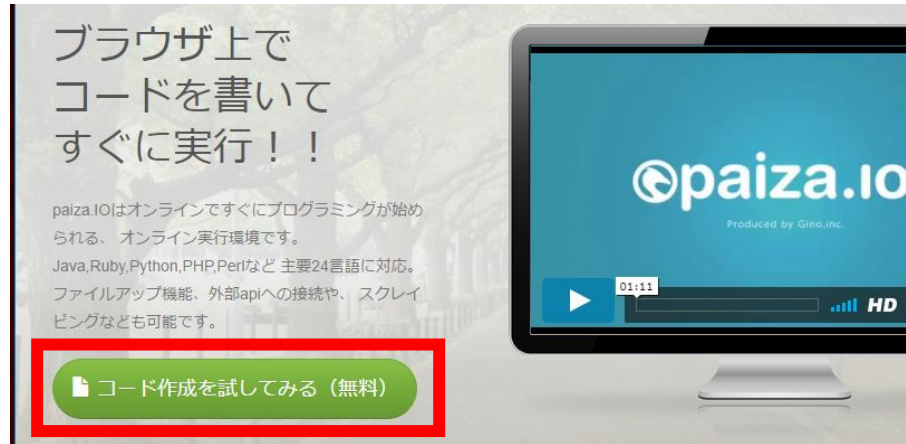 ブラウザ上で
コードを書いて
すぐに実行！！
paiza.IOはオンラインですぐにプログラミングが始め
られる、 オンライン実行環境です。
Java,Ruby,Python,PHP,Perlなど 主要24言語に対応。
ファイルアップ機能、外部apiへの接続や、 スクレイ
ピングなども可能です。
コード作成を試してみる（無料）
paiza.IO
Produced by Gino,inc.
01:11
HD